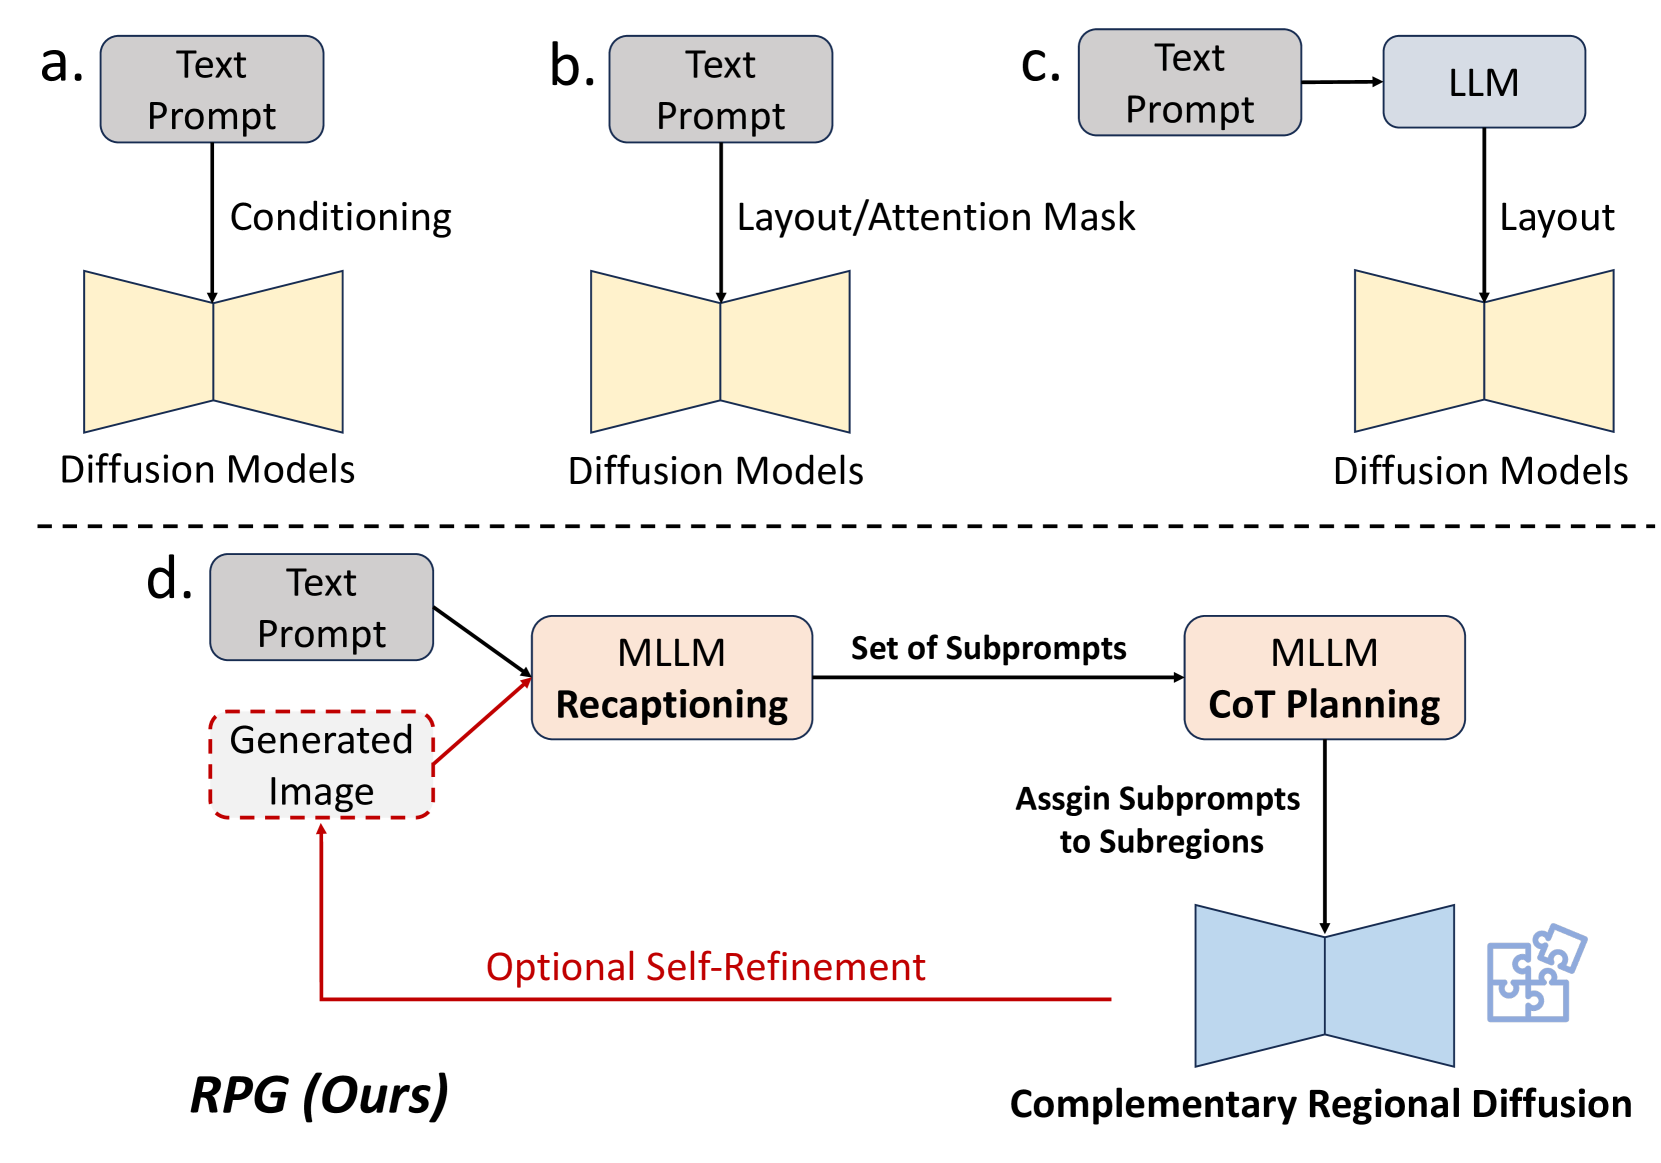 a.
Text
Prompt
Conditioning
Diffusion Models
b.
Text
Prompt
Layout/Attention Mask
Diffusion Models
c.
Text
Prompt
LLM
Layout
Diffusion Models
d.
Text
Prompt
Generated
Image
MLLM
Recaptioning
Set of Subprompts
MLLM
CoT Planning
Assgin Subprompts
to Subregions
Optional Self-Refinement
RPG (Ours)
Complementary Regional Diffusion